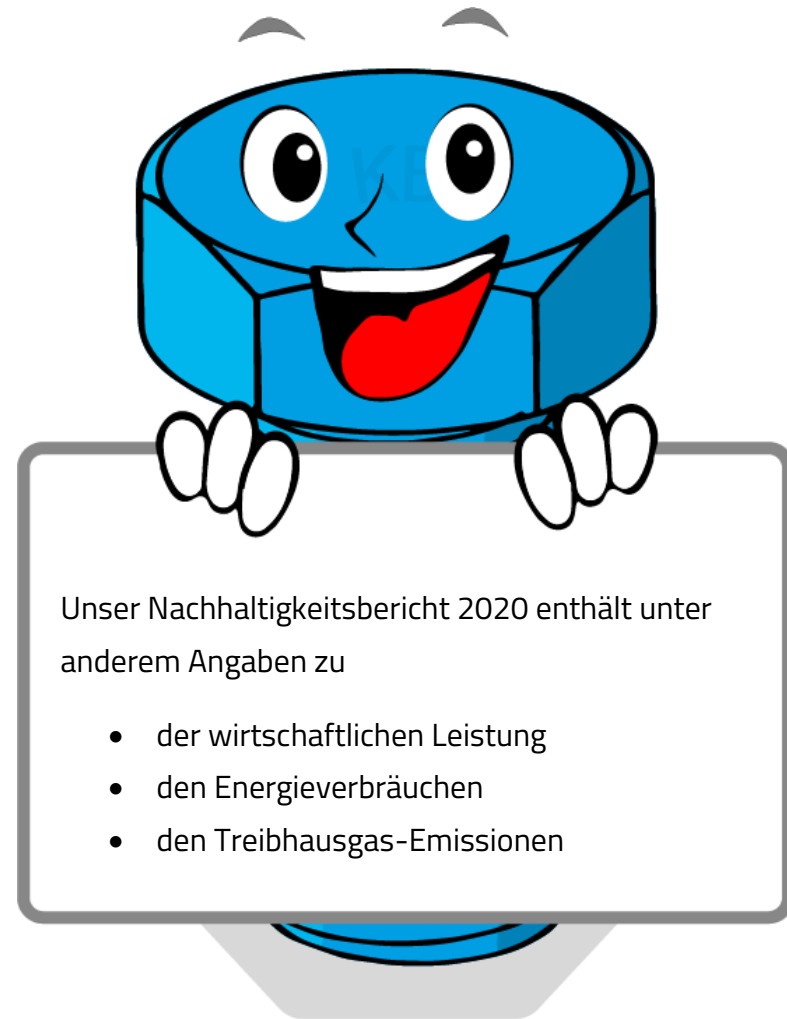 Unser Nachhaltigkeitsbericht 2020 enthält unter
anderem Angaben zu
• der wirtschaftlichen Leistung
• den Energieverbräuchen
• den Treibhausgas-Emissionen